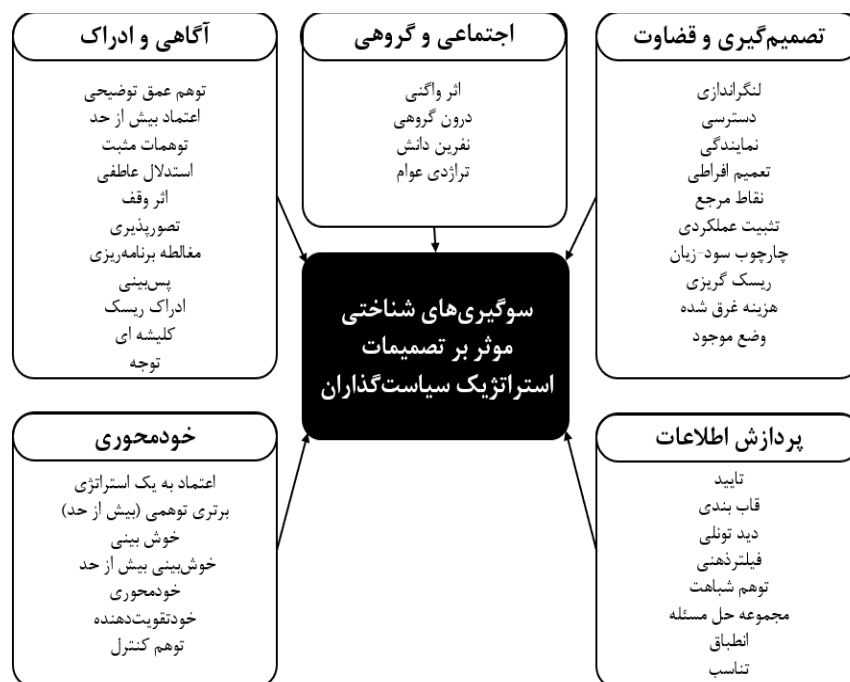 تصمیم‌گیری و قضاوت
لنگراندازی
دسترسی
نمایندگی
تعمیم افراطی
نقاط مرجع
تثبیت عملکردی
چارچوب سود-زیان
ریسک گریزی
هزینه غرق شده
وضع موجود
اجتماعی و گروهی
اثر واگنی
درون گروهی
نفرین دانش
تراژدی عوام
آگاهی و ادراک
توهم عمق توضیحی
اعتماد بیش از حد
توهمات مثبت
استدلال عاطفی
اثر وقف
تصورپذیری
مغالطه برنامه‌ریزی
پس‌بینی
ادراک ریسک
کلیشه ای
توجه
سوگیری‌های شناختی
موثر بر تصمیمات
استراتژیک سیاست‌گذاران
پردازش اطلاعات
تایید
قاب بندی
دید تونلی
فیلترذهنی
توهم شباهت
مجموعه حل مسئله
انطباق
تناسب
خودمحوری
اعتماد به یک استراتژی
برتری توهمی (بیش از حد)
خوش بینی
خوش‌بینی بیش از حد
خودمحوری
خودتقویت‌دهنده
توهم کنترل